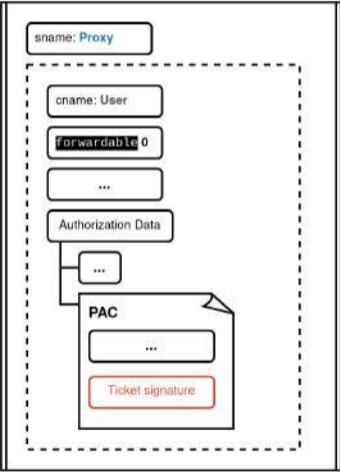 sname: Proxy
cname: User
forwardable 0
...
Authorization Data
...
PAC
...
Ticket signature